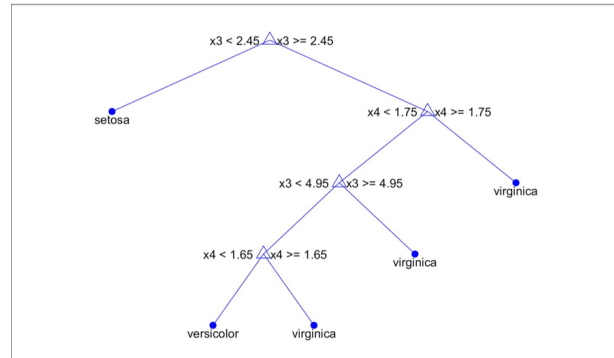 x3 < 2.45 x3 >= 2.45
setosa
x4 < 1.75 x4 >= 1.75
x3 < 4.95 x3 >= 4.95
virginica
x4 < 1.65 x4 >= 1.65
virginica
versicolor
virginica